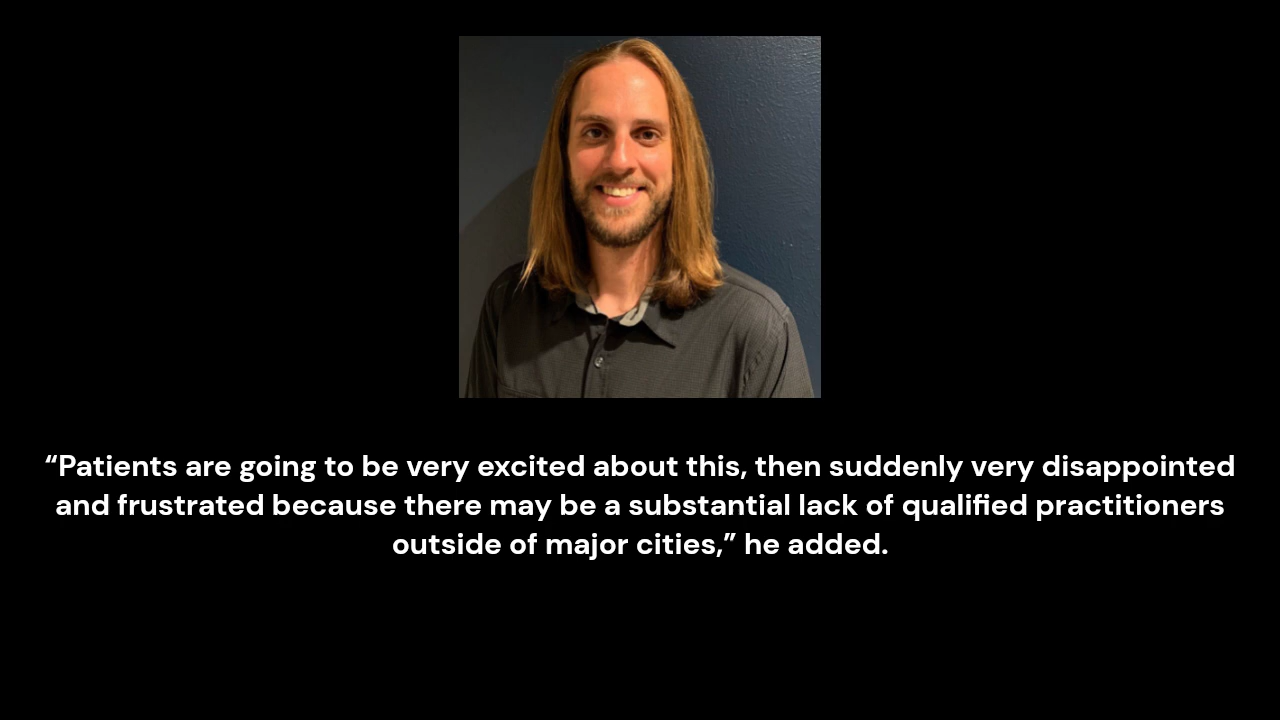 “Patients are going to be very excited about this, then suddenly very disappointed
and frustrated because there may be a substantial lack of qualified practitioners
outside of major cities,” he added.